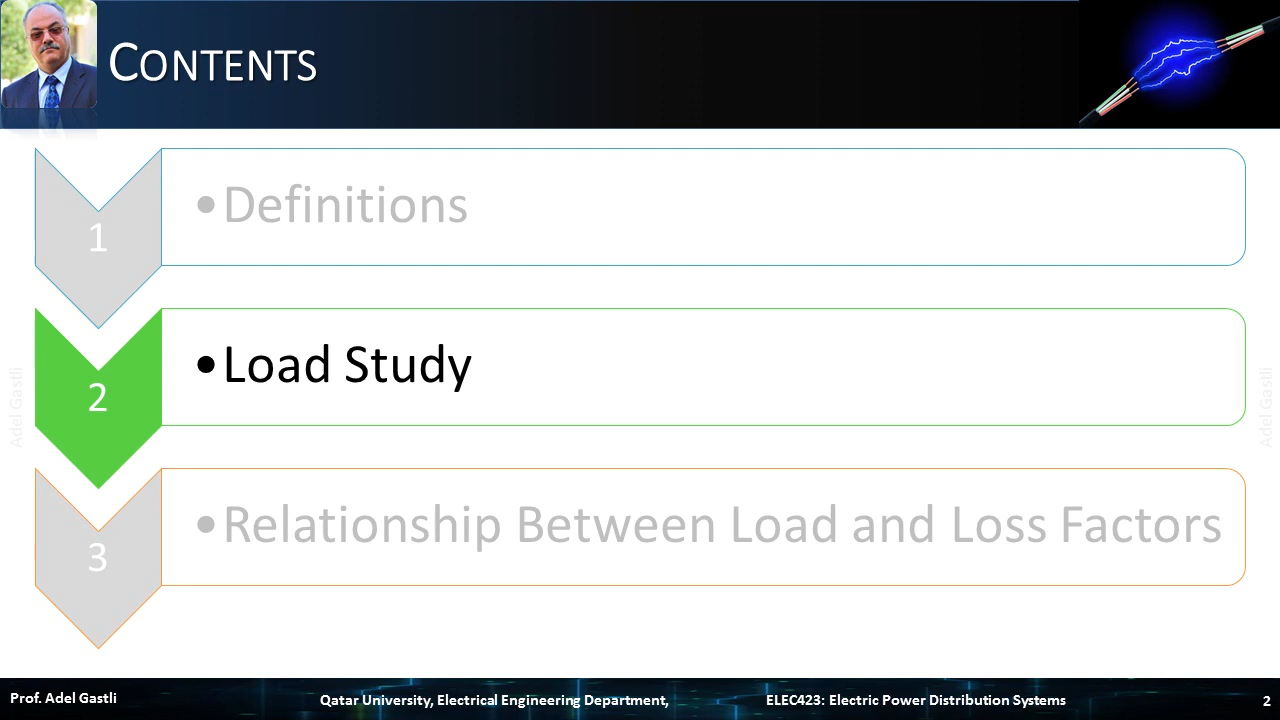 CONTENTS
1
•Definitions
2
•Load Study
3
•Relationship Between Load and Loss Factors
Adel Gastli
Adel Gastli
Prof. Adel Gastli
Qatar University, Electrical Engineering Department,
ELEC423: Electric Power Distribution Systems
2